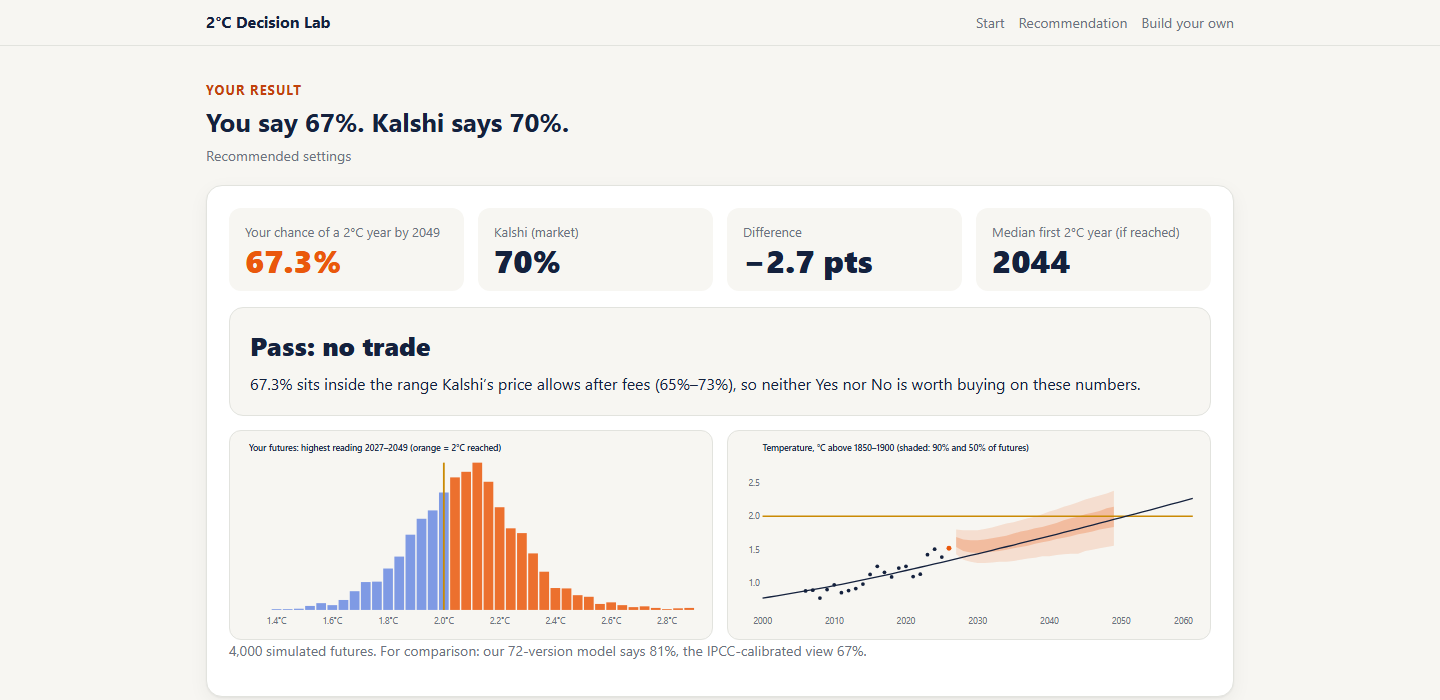 2°C Decision Lab
Start Recommendation Build your own
YOUR RESULT
You say 67%. Kalshi says 70%.
Recommended settings
Your chance of a 2°C year by 2049
67.3%
Kalshi (market)
70%
Difference
−2.7 pts
Median first 2°C year (if reached)
2044
Pass: no trade
67.3% sits inside the range Kalshi's price allows after fees (65%–73%), so neither Yes nor No is worth buying on these numbers.
Your futures: highest reading 2027–2049 (orange = 2°C reached)
1.4°C 1.6°C 1.8°C 2.0°C 2.2°C 2.4°C 2.6°C 2.8°C
Temperature, °C above 1850–1900 (shaded: 90% and 50% of futures)
2.5
2.0
1.5
1.0
2000 2010 2020 2030 2040 2050 2060
4,000 simulated futures. For comparison: our 72-version model says 81%, the IPCC-calibrated view 67%.